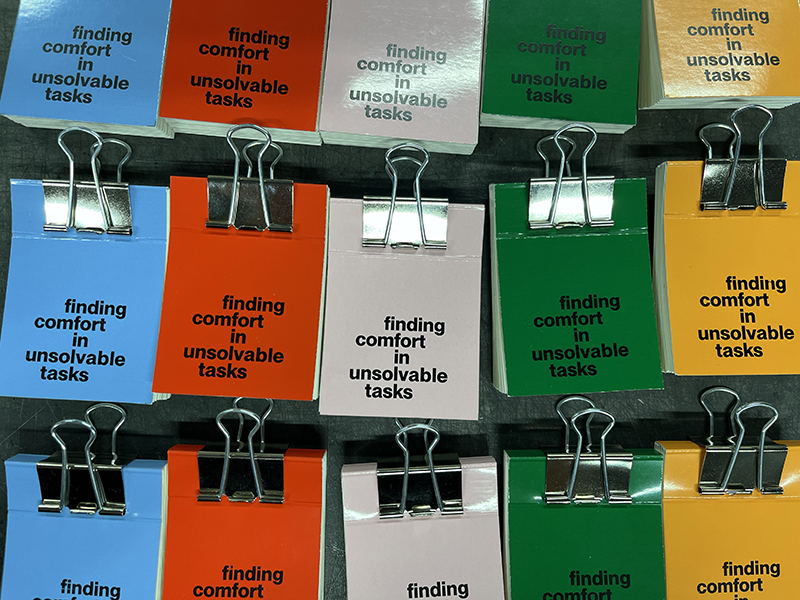 finding
comfort
in
unsolvable
tasks
finding
comfort
in
unsolvable
tasks
finding
comfort
in
unsolvable
tasks
finding
comfort
in
unsolvable
tasks
finding
comfort
in
unsolvable
tasks
finding
comfort
in
unsolvable
tasks
finding
comfort
in
unsolvable
tasks
finding
comfort
in
unsolvable
tasks
finding
comfort
in
unsolvable
tasks
finding
comfort
in
unsolvable
tasks
finding
comfort
finding
comfort
finding
finding
comfort
finding
comfort
in